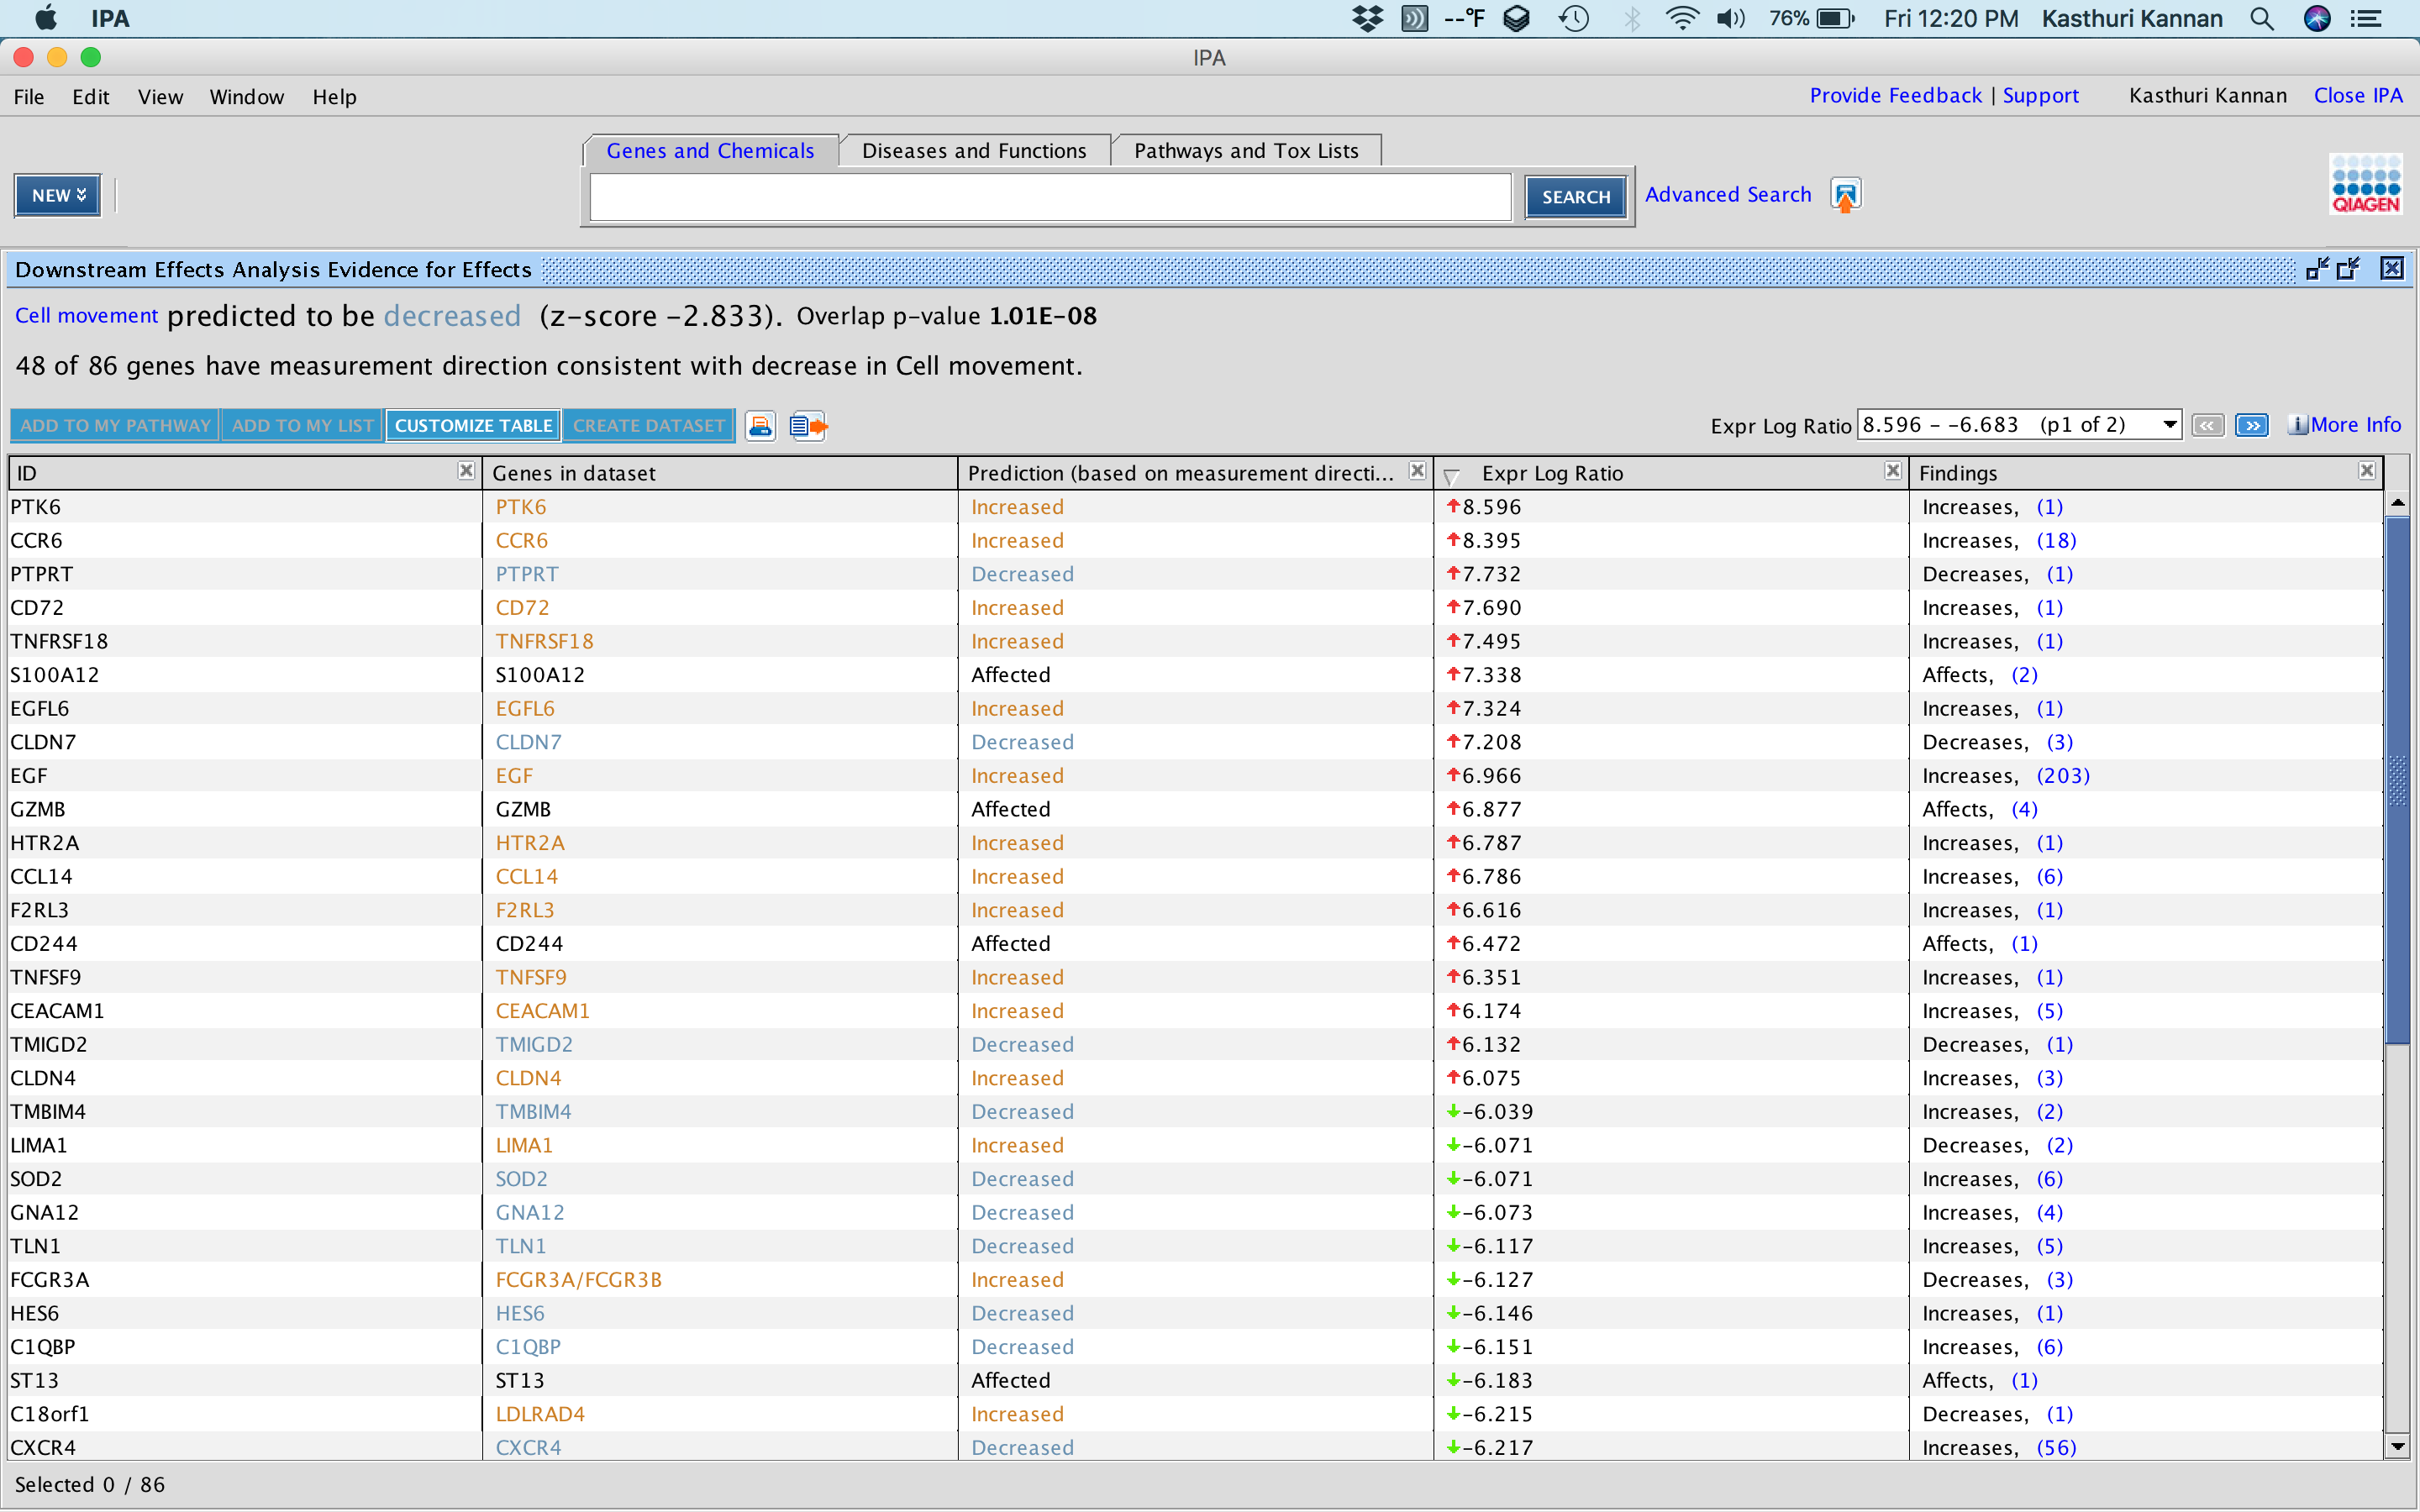 IPA --°F 76% Fri 12:20 PM Kasthuri Kannan
IPA
File Edit View Window Help Provide Feedback | Support Kasthuri Kannan Close IPA
Genes and Chemicals Diseases and Functions Pathways and Tox Lists
NEW SEARCH Advanced Search
QIAGEN
Downstream Effects Analysis Evidence for Effects
Cell movement predicted to be decreased (z-score -2.833). Overlap p-value 1.01E-08
48 of 86 genes have measurement direction consistent with decrease in Cell movement.
ADD TO MY PATHWAY ADD TO MY LIST CUSTOMIZE TABLE CREATE DATASET Expr Log Ratio 8.596 - -6.683 (p1 of 2) << >> i More Info
ID Genes in dataset Prediction (based on measurement directi... Expr Log Ratio Findings
PTK6 PTK6 Increased 8.596 Increases, (1)
CCR6 CCR6 Increased 8.395 Increases, (18)
PTPRT PTPRT Decreased 7.732 Decreases, (1)
CD72 CD72 Increased 7.690 Increases, (1)
TNFRSF18 TNFRSF18 Increased 7.495 Increases, (1)
S100A12 S100A12 Affected 7.338 Affects, (2)
EGFL6 EGFL6 Increased 7.324 Increases, (1)
CLDN7 CLDN7 Decreased 7.208 Decreases, (3)
EGF EGF Increased 6.966 Increases, (203)
GZMB GZMB Affected 6.877 Affects, (4)
HTR2A HTR2A Increased 6.787 Increases, (1)
CCL14 CCL14 Increased 6.786 Increases, (6)
F2RL3 F2RL3 Increased 6.616 Increases, (1)
CD244 CD244 Affected 6.472 Affects, (1)
TNFSF9 TNFSF9 Increased 6.351 Increases, (1)
CEACAM1 CEACAM1 Increased 6.174 Increases, (5)
TMIGD2 TMIGD2 Decreased 6.132 Decreases, (1)
CLDN4 CLDN4 Increased 6.075 Increases, (3)
TMBIM4 TMBIM4 Decreased -6.039 Increases, (2)
LIMA1 LIMA1 Increased -6.071 Decreases, (2)
SOD2 SOD2 Decreased -6.071 Increases, (6)
GNA12 GNA12 Decreased -6.073 Increases, (4)
TLN1 TLN1 Decreased -6.117 Increases, (5)
FCGR3A FCGR3A/FCGR3B Increased -6.127 Decreases, (3)
HES6 HES6 Decreased -6.146 Increases, (1)
C1QBP C1QBP Decreased -6.151 Increases, (6)
ST13 ST13 Affected -6.183 Affects, (1)
C18orf1 LDLRAD4 Increased -6.215 Decreases, (1)
CXCR4 CXCR4 Decreased -6.217 Increases, (56)
Selected 0 / 86